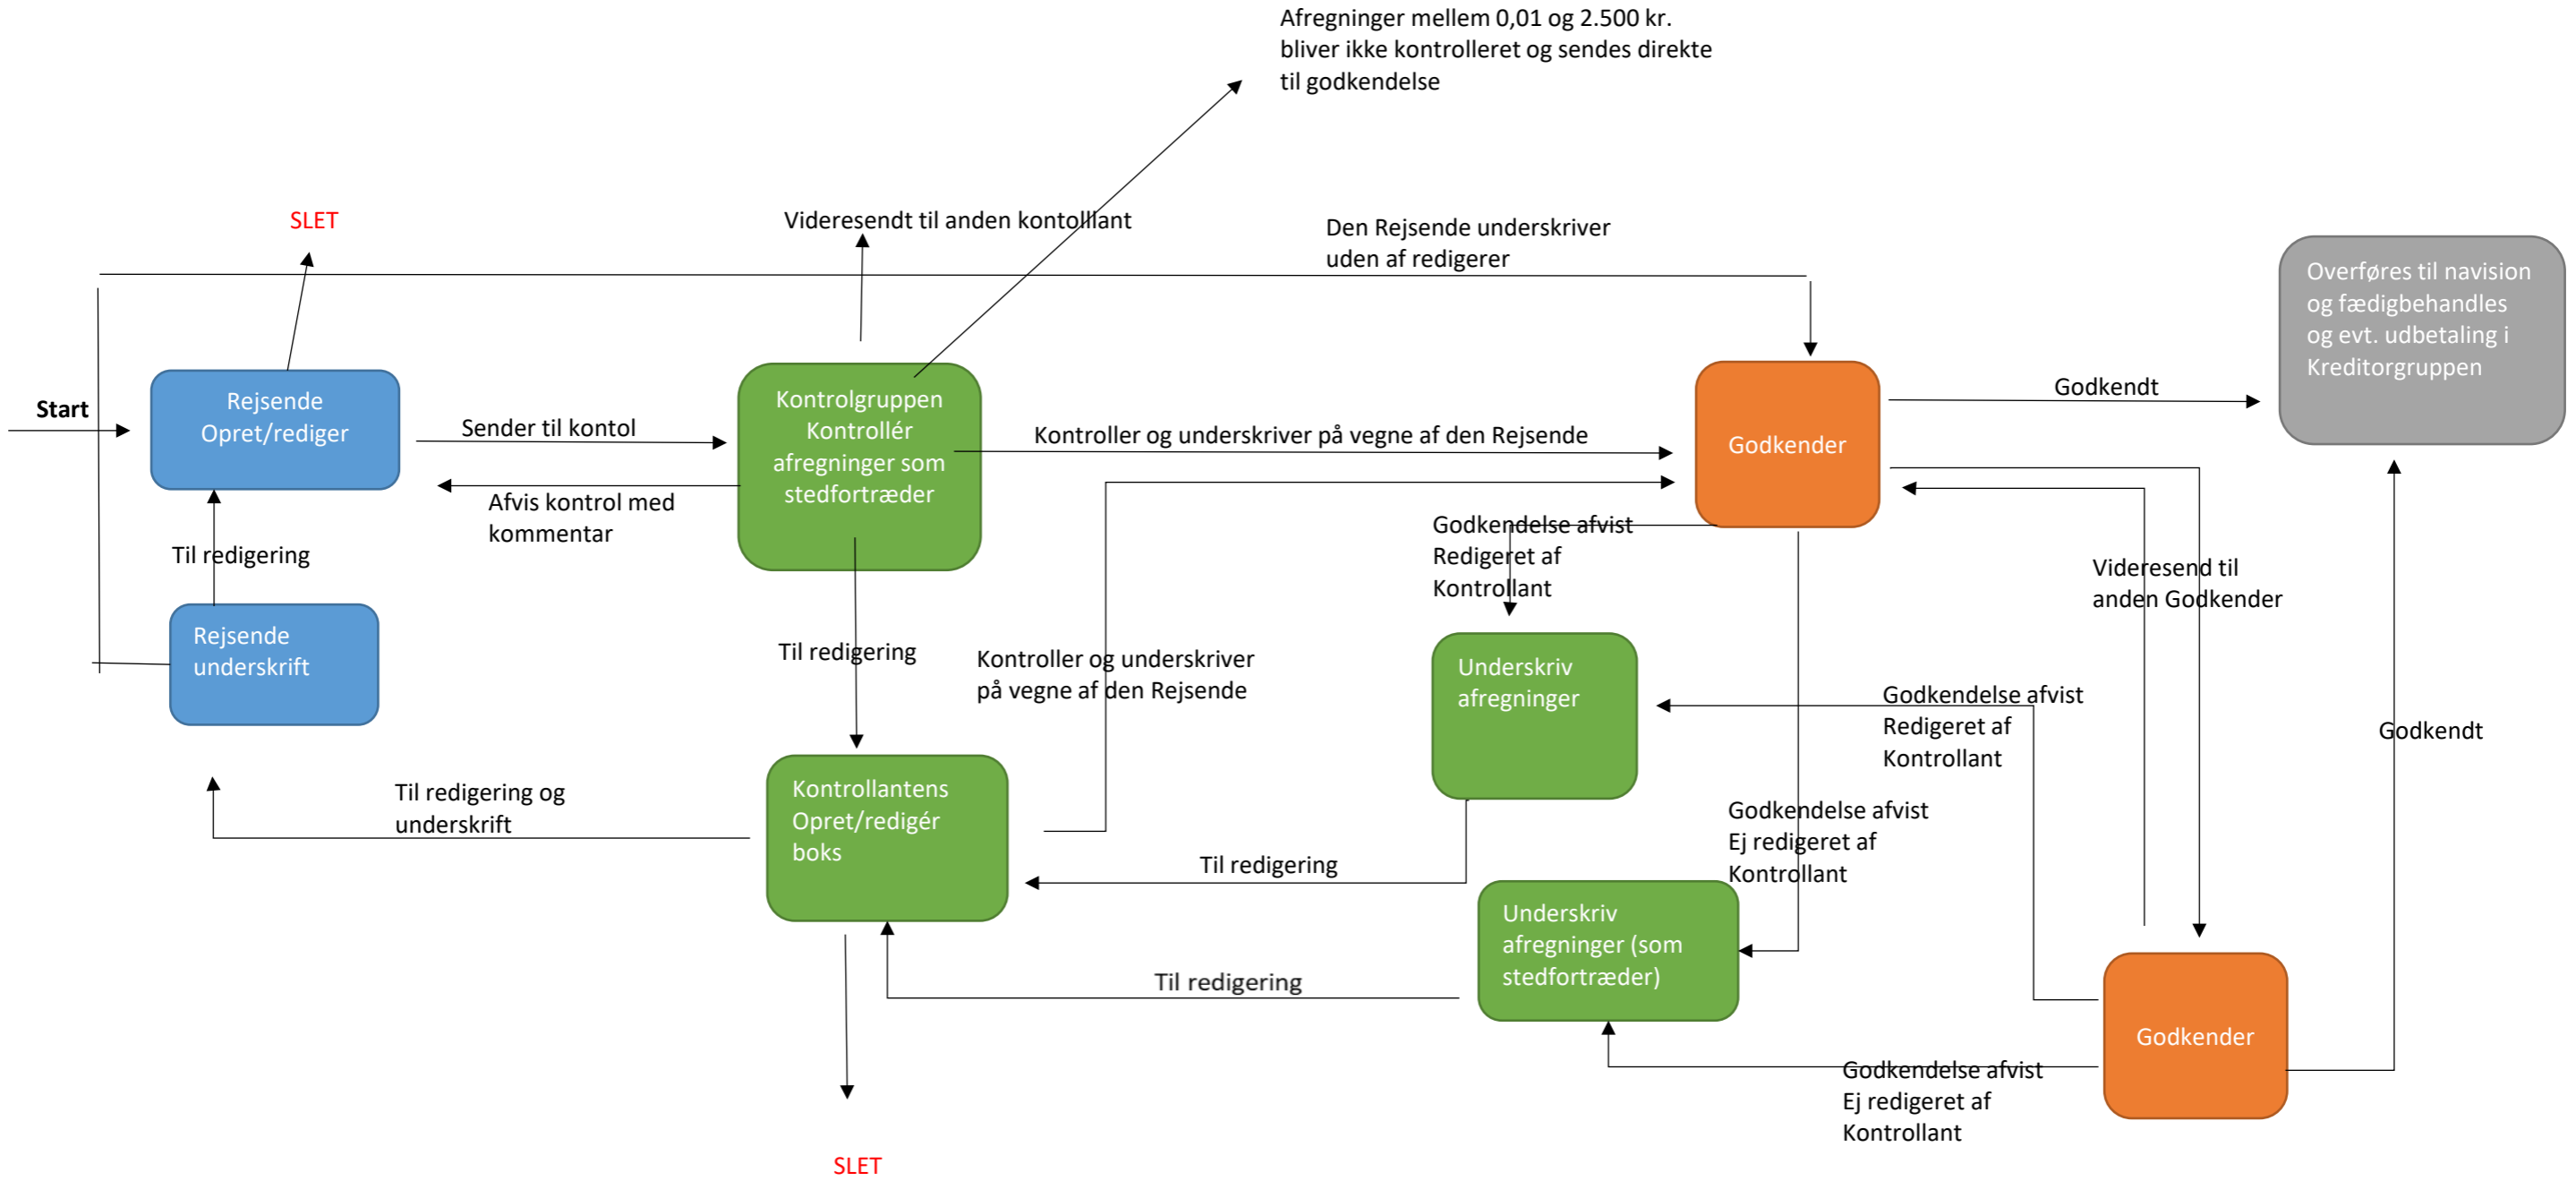 Afregninger mellem 0,01 og 2.500 kr.
bliver ikke kontrolleret og sendes direkte
til godkendelse
SLET
Videresendt til anden kontolllant
Den Rejsende underskriver
uden af redigerer
Overføres til navision
og fædigbehandles
og evt. udbetaling i
Kreditorgruppen
Start
Rejsende
Opret/rediger
Sender til kontol
Afvis kontrol med
kommentar
Kontrolgruppen
Kontrollér
afregninger som
stedfortræder
Kontroller og underskriver på vegne af den Rejsende
Godkender
Godkendt
Til redigering
Godkendelse afvist
Redigeret af
Kontrollant
Videresend til
anden Godkender
Rejsende
underskrift
Til redigering
Kontroller og underskriver
på vegne af den Rejsende
Underskriv
afregninger
Godkendelse afvist
Redigeret af
Kontrollant
Godkendt
Til redigering og
underskrift
Kontrollantens
Opret/redigér
boks
Til redigering
Godkendelse afvist
Ej redigeret af
Kontrollant
Underskriv
afregninger (som
stedfortræder)
Til redigering
Godkender
Godkendelse afvist
Ej redigeret af
Kontrollant
SLET